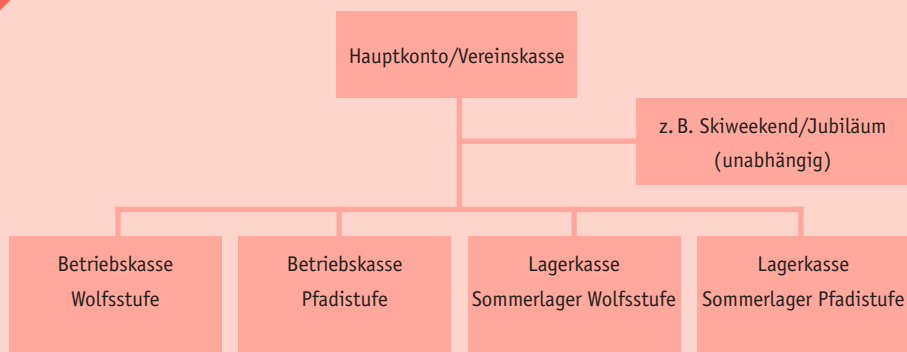 Hauptkonto/Vereinskasse
z. B. Skiweekend/Jubiläum
(unabhängig)
Betriebskasse
Wolfsstufe
Betriebskasse
Pfadistufe
Lagerkasse
Sommerlager Wolfsstufe
Lagerkasse
Sommerlager Pfadistufe